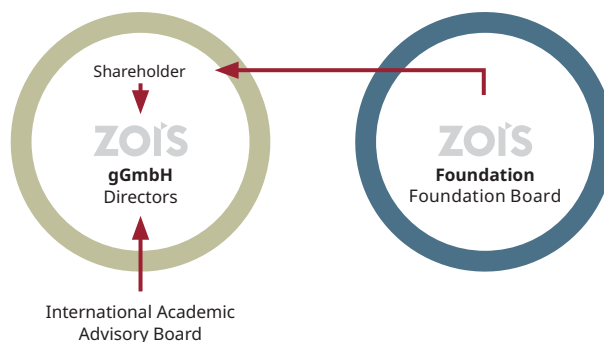 Shareholder
ZOiS
gGmbH
Directors
ZOiS
Foundation
Foundation Board
International Academic
Advisory Board